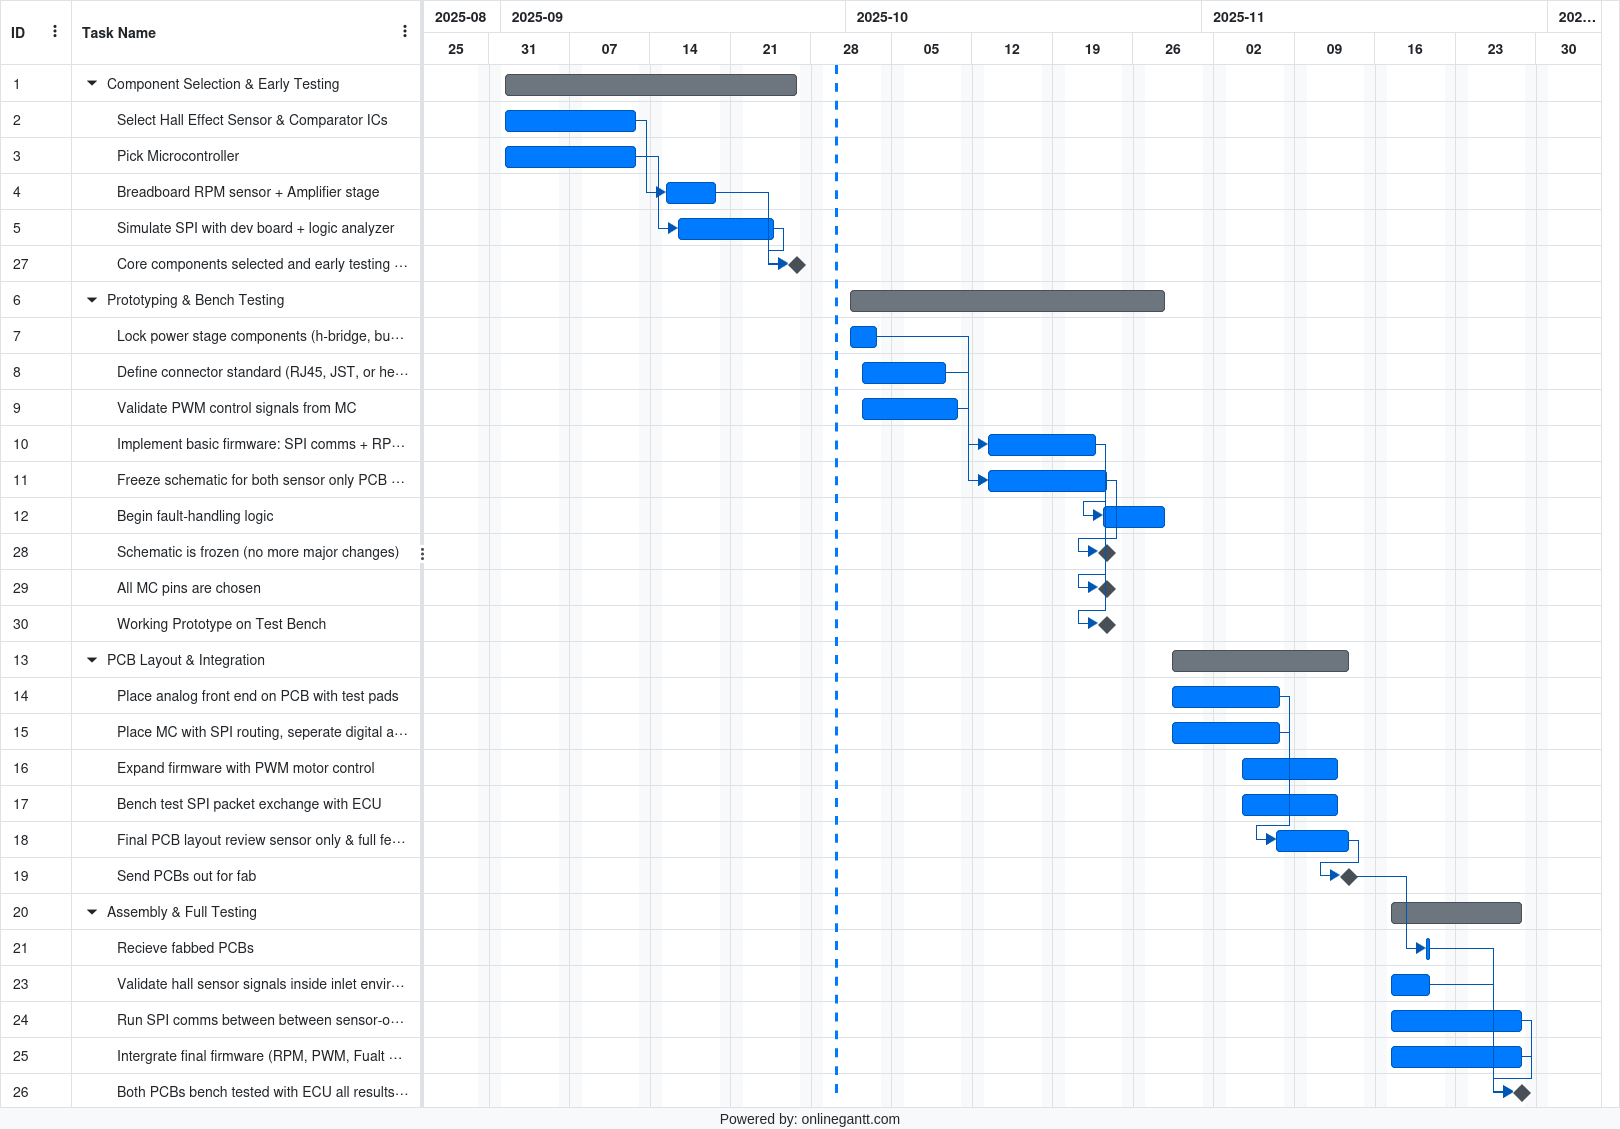 ID Task Name 2025-08 2025-09 2025-10 2025-11 202...
25 31 07 14 21 28 05 12 19 26 02 09 16 23 30
1 Component Selection & Early Testing
2 Select Hall Effect Sensor & Comparator ICs
3 Pick Microcontroller
4 Breadboard RPM sensor + Amplifier stage
5 Simulate SPI with dev board + logic analyzer
27 Core components selected and early testing ...
6 Prototyping & Bench Testing
7 Lock power stage components (h-bridge, bu...
8 Define connector standard (RJ45, JST, or he...
9 Validate PWM control signals from MC
10 Implement basic firmware: SPI comms + RP...
11 Freeze schematic for both sensor only PCB ...
12 Begin fault-handling logic
28 Schematic is frozen (no more major changes)
29 All MC pins are chosen
30 Working Prototype on Test Bench
13 PCB Layout & Integration
14 Place analog front end on PCB with test pads
15 Place MC with SPI routing, seperate digital a...
16 Expand firmware with PWM motor control
17 Bench test SPI packet exchange with ECU
18 Final PCB layout review sensor only & full fe...
19 Send PCBs out for fab
20 Assembly & Full Testing
21 Recieve fabbed PCBs
23 Validate hall sensor signals inside inlet envir...
24 Run SPI comms between between sensor-o...
25 Intergrate final firmware (RPM, PWM, Fualt ...
26 Both PCBs bench tested with ECU all results...
Powered by: onlinegantt.com